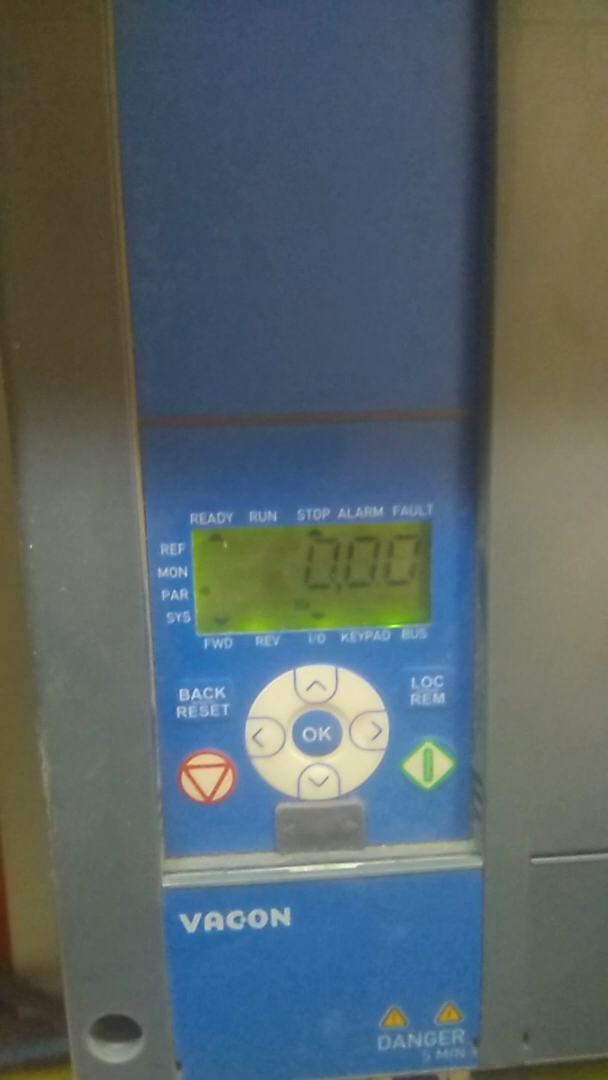 READY RUN STOP ALARM FAULT
REF
MON
PAR
SYS
0,00
Hz
FWD REV I/O KEYPAD BUS
BACK
RESET
LOC
REM
OK
VACON
DANGER
5 MIN